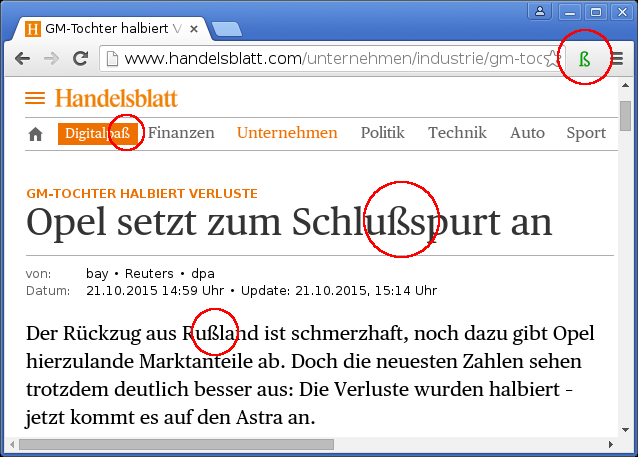 GM-Tochter halbiert V
www.handelsblatt.com/unternehmen/industrie/gm-toc
ß
Handelsblatt
Digitalpaß Finanzen Unternehmen Politik Technik Auto Sport
GM-TOCHTER HALBIERT VERLUSTE
Opel setzt zum Schlußspurt an
von: bay • Reuters • dpa
Datum: 21.10.2015 14:59 Uhr • Update: 21.10.2015, 15:14 Uhr
Der Rückzug aus Rußland ist schmerzhaft, noch dazu gibt Opel
hierzulande Marktanteile ab. Doch die neuesten Zahlen sehen
trotzdem deutlich besser aus: Die Verluste wurden halbiert –
jetzt kommt es auf den Astra an.